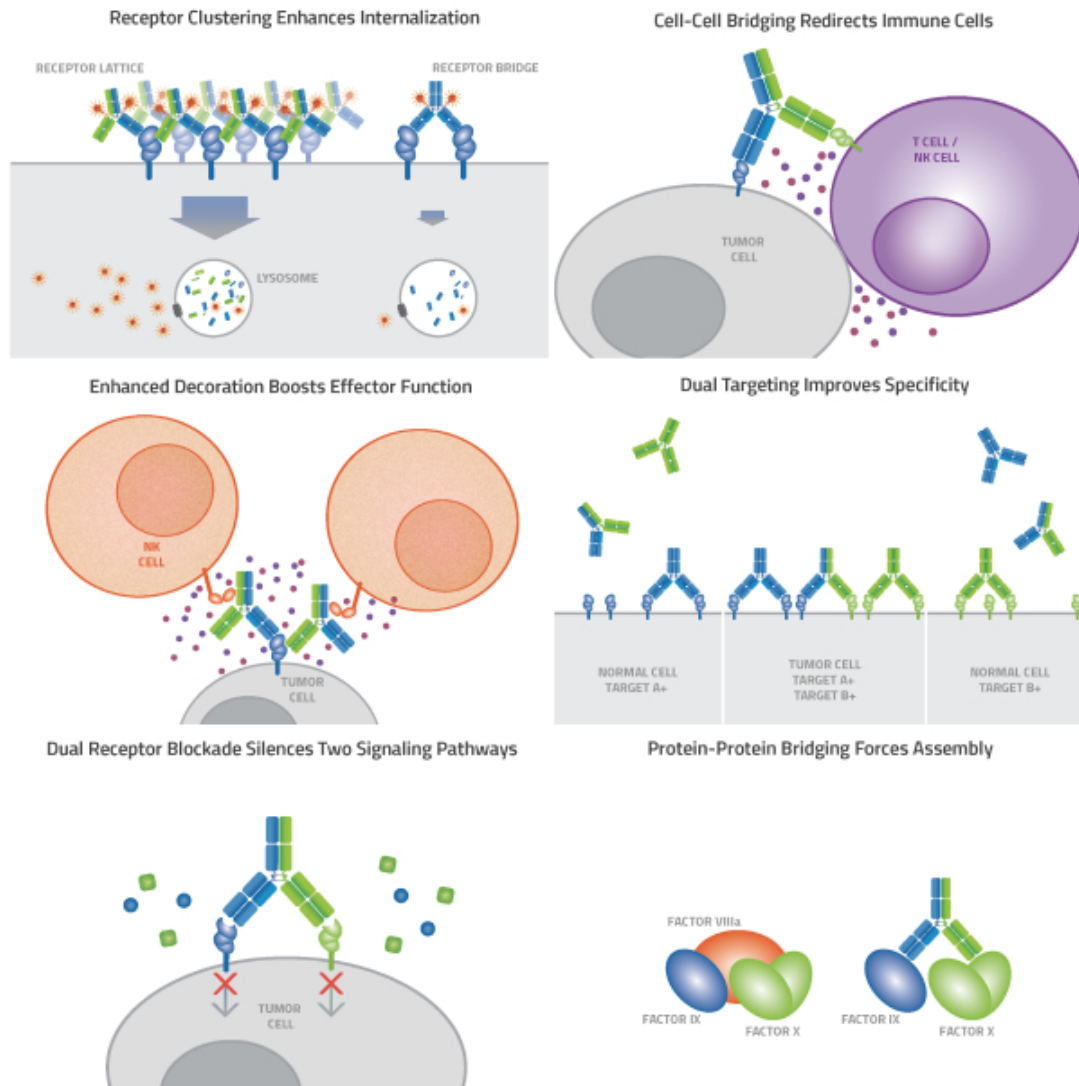 Receptor Clustering Enhances Internalization
RECEPTOR LATTICE
RECEPTOR BRIDGE
LYSOSOME
Cell-Cell Bridging Redirects Immune Cells
T CELL /
NK CELL
TUMOR
CELL
Enhanced Decoration Boosts Effector Function
NK
CELL
TUMOR
CELL
Dual Targeting Improves Specificity
NORMAL CELL
TARGET A+
TUMOR CELL
TARGET A+
TARGET B+
NORMAL CELL
TARGET B+
Dual Receptor Blockade Silences Two Signaling Pathways
TUMOR
CELL
Protein-Protein Bridging Forces Assembly
FACTOR VIIIa
FACTOR IX
FACTOR X
FACTOR IX
FACTOR X